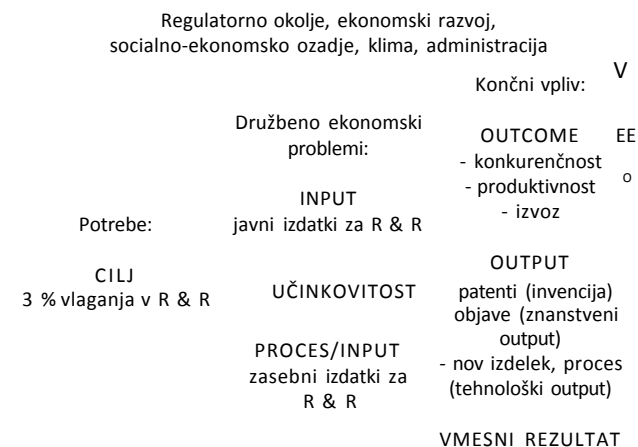 Regulatorno okolje, ekonomski razvoj,
socialno-ekonomsko ozadje, klima, administracija
Potrebe:
CILJ
3 % vlaganja v R & R
Družbeno ekonomski
problemi:
INPUT
javni izdatki za R & R
UČINKOVITOST
PROCES/INPUT
zasebni izdatki za
R & R
Končni vpliv:
OUTCOME
- konkurenčnost
- produktivnost
- izvoz
OUTPUT
patenti (invencija)
objave (znanstveni
output)
- nov izdelek, proces
(tehnološki output)
VMESNI REZULTAT
V
EE
o